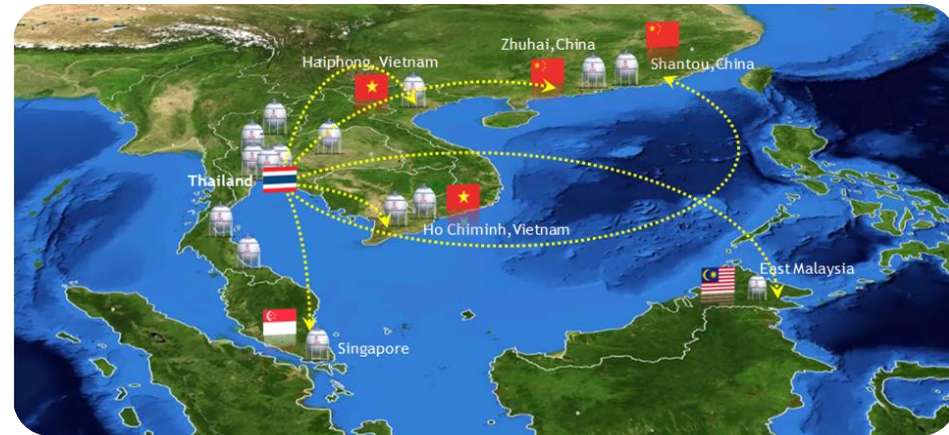 Zhuhai,China
Haiphong, Vietnam
Shantou,China
Thailand
Ho Chiminh,Vietnam
East Malaysia
Singapore